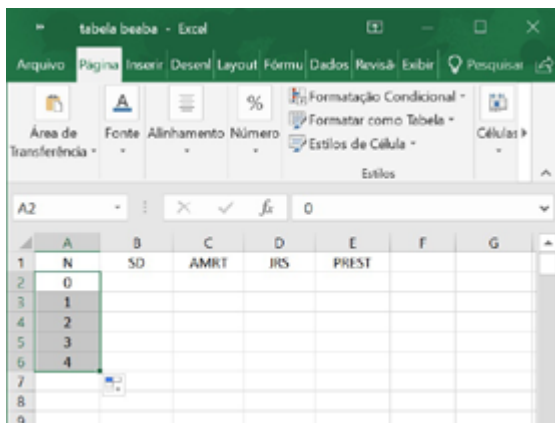 tabela beaba - Excel
Arquivo Página Inserir Desenl Layout Fórmu Dados Revisã Exibir Pesquisar
Área de Transferência Fonte Alinhamento Número
Formatação Condicional
Formatar como Tabela
Estilos de Célula
Células
Estilos
A2 fx 0
A B C D E F G
1 N SD AMRT JRS PREST
2 0
3 1
4 2
5 3
6 4
7
8
9